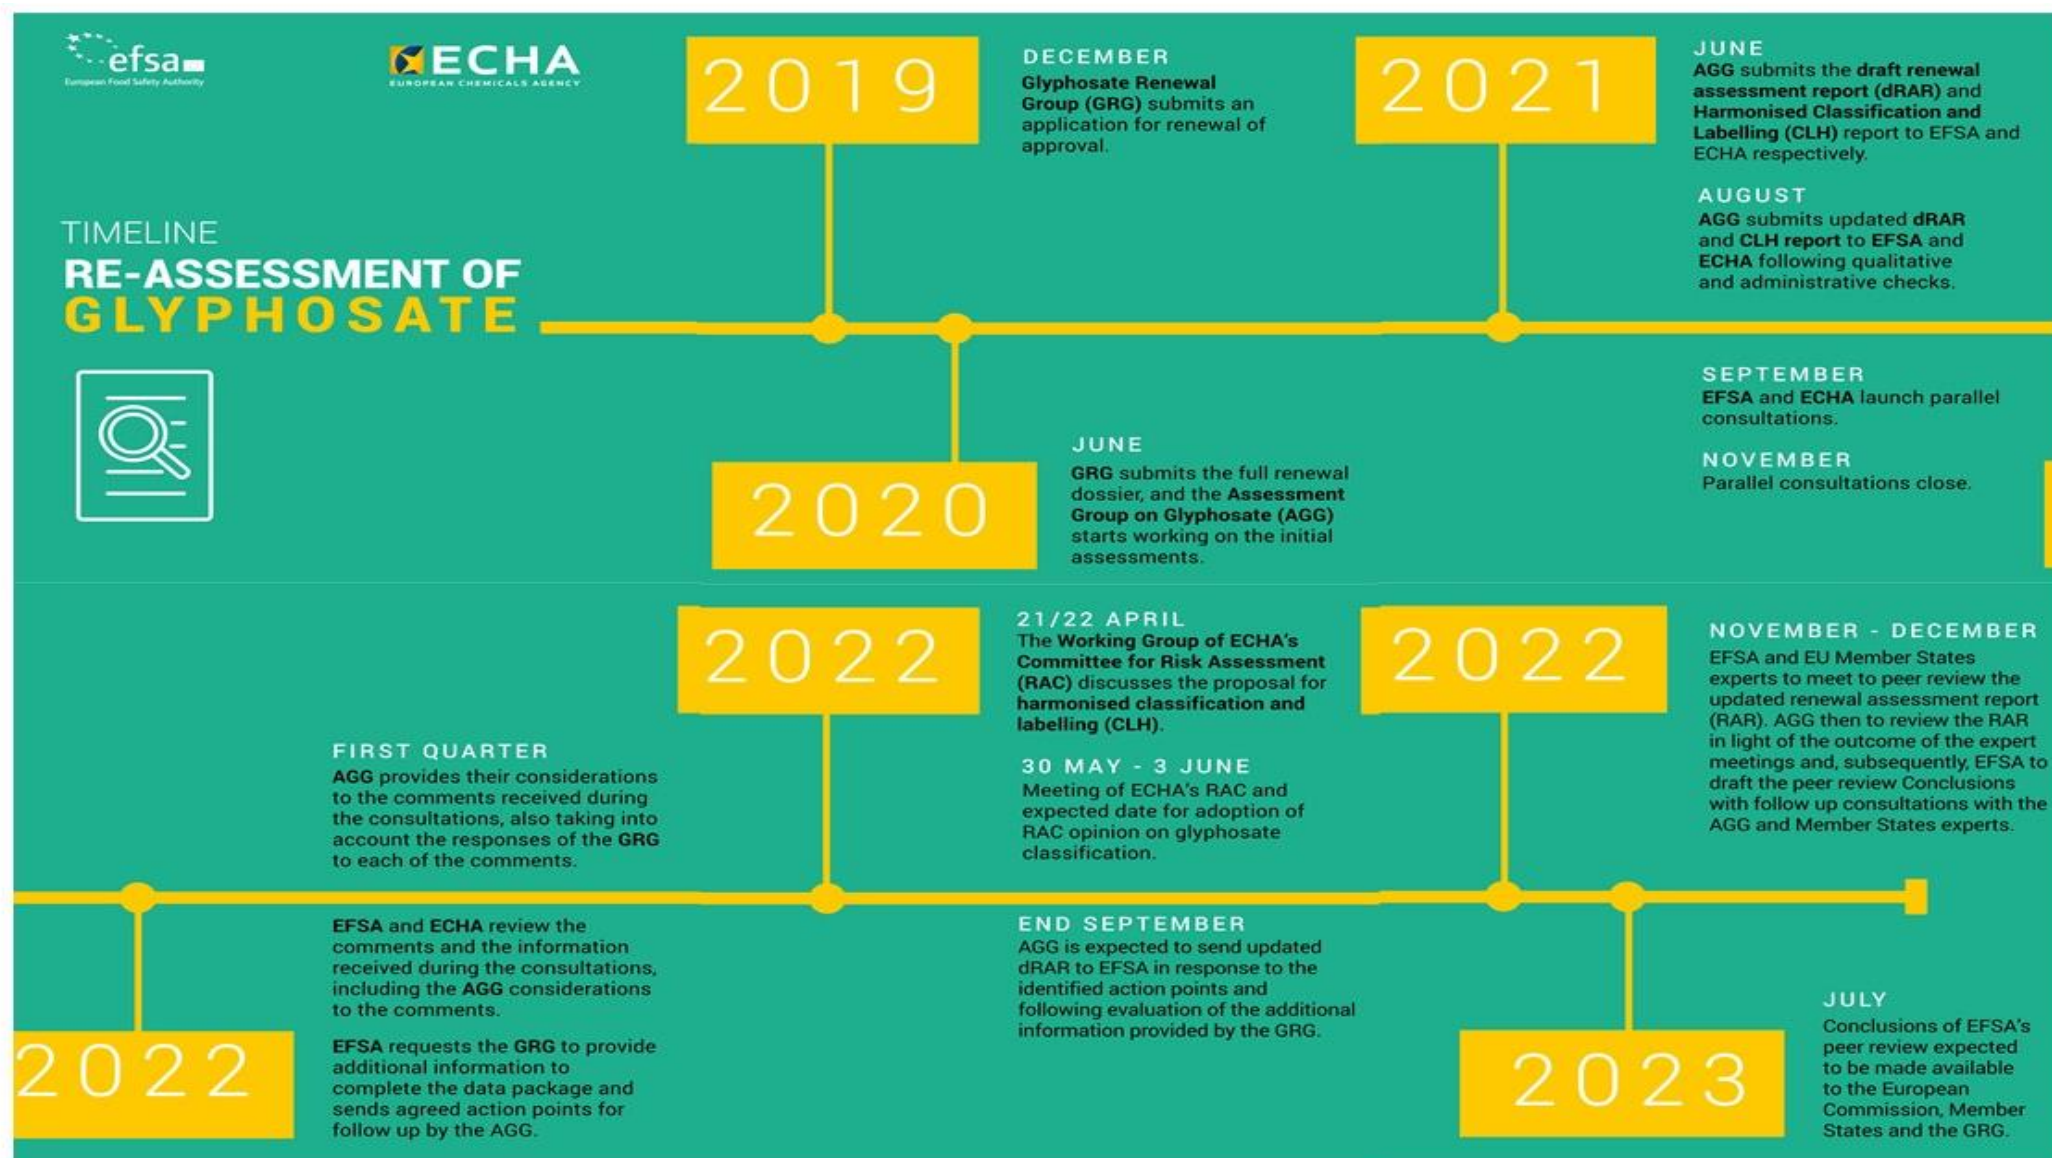 efsa
European Food Safety Authority
ECHA
EUROPEAN CHEMICALS AGENCY
TIMELINE
RE-ASSESSMENT OF
GLYPHOSATE
2019
DECEMBER
Glyphosate Renewal
Group (GRG) submits an
application for renewal of
approval.
2020
JUNE
GRG submits the full renewal
dossier, and the Assessment
Group on Glyphosate (AGG)
starts working on the initial
assessments.
2021
JUNE
AGG submits the draft renewal
assessment report (dRAR) and
Harmonised Classification and
Labelling (CLH) report to EFSA and
ECHA respectively.
AUGUST
AGG submits updated dRAR
and CLH report to EFSA and
ECHA following qualitative
and administrative checks.
SEPTEMBER
EFSA and ECHA launch parallel
consultations.
NOVEMBER
Parallel consultations close.
2022
FIRST QUARTER
AGG provides their considerations
to the comments received during
the consultations, also taking into
account the responses of the GRG
to each of the comments.
EFSA and ECHA review the
comments and the information
received during the consultations,
including the AGG considerations
to the comments.
EFSA requests the GRG to provide
additional information to
complete the data package and
sends agreed action points for
follow up by the AGG.
2022
21/22 APRIL
The Working Group of ECHA's
Committee for Risk Assessment
(RAC) discusses the proposal for
harmonised classification and
labelling (CLH).
30 MAY - 3 JUNE
Meeting of ECHA's RAC and
expected date for adoption of
RAC opinion on glyphosate
classification.
END SEPTEMBER
AGG is expected to send updated
dRAR to EFSA in response to the
identified action points and
following evaluation of the additional
information provided by the GRG.
2022
NOVEMBER - DECEMBER
EFSA and EU Member States
experts to meet to peer review the
updated renewal assessment report
(RAR). AGG then to review the RAR
in light of the outcome of the expert
meetings and, subsequently, EFSA to
draft the peer review Conclusions
with follow up consultations with the
AGG and Member States experts.
2023
JULY
Conclusions of EFSA's
peer review expected
to be made available
to the European
Commission, Member
States and the GRG.